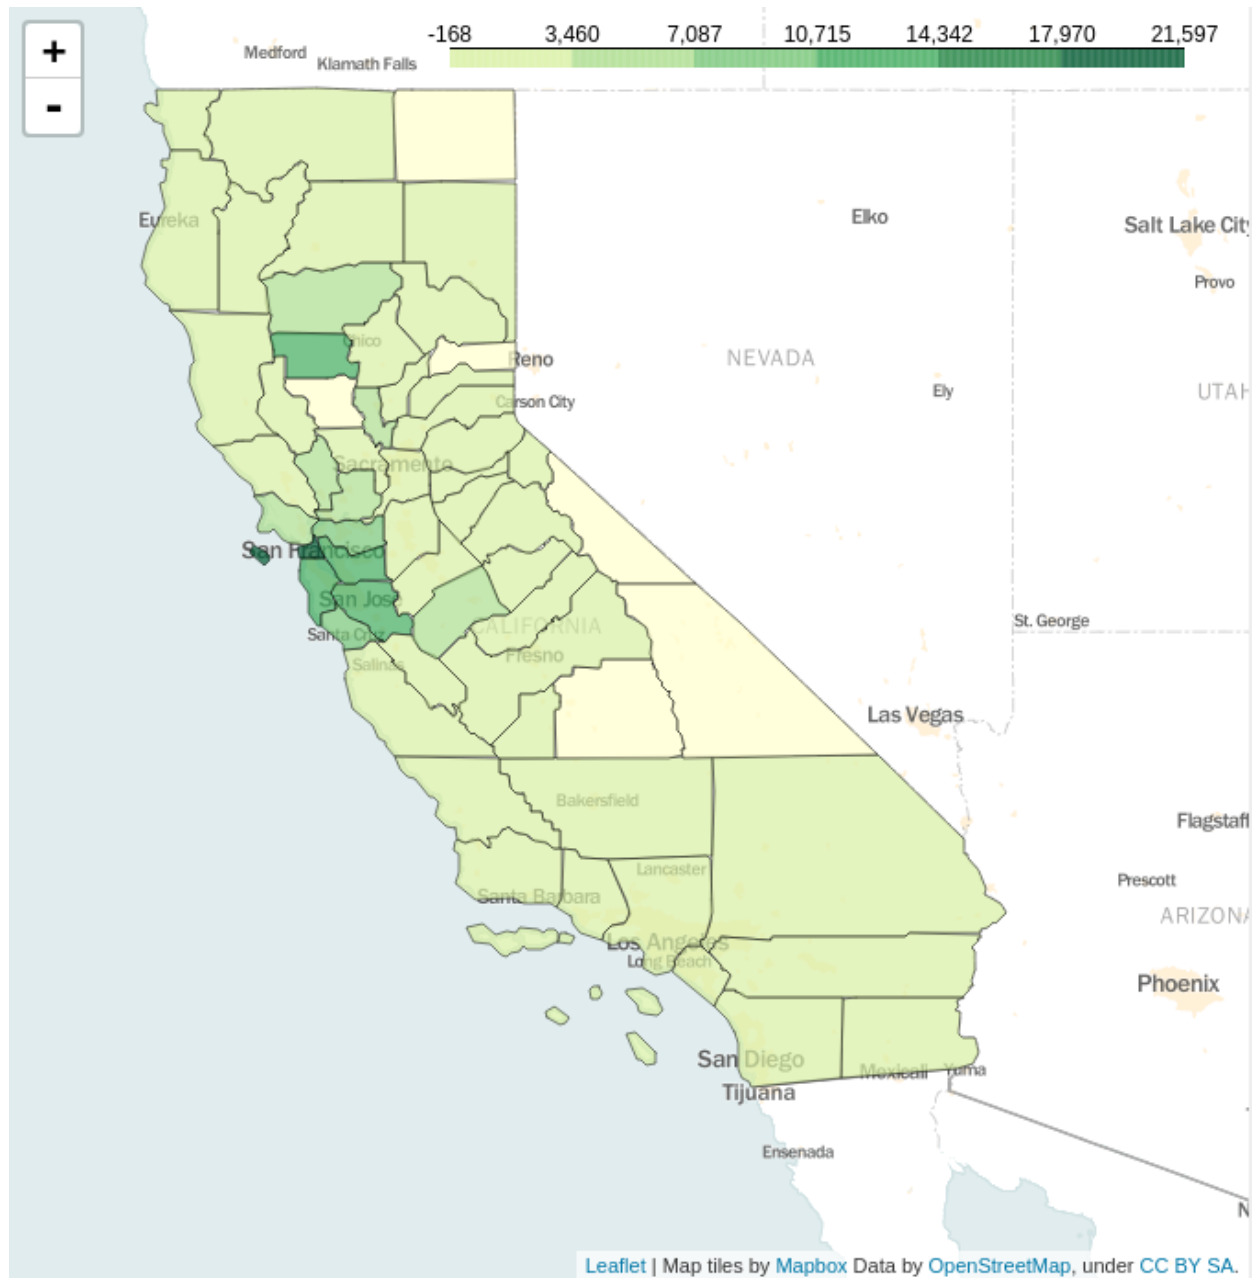 +
-
-168 3,460 7,087 10,715 14,342 17,970 21,597
Medford
Klamath Falls
Eureka
Elko
Salt Lake City
Provo
Chico
Reno
NEVADA
Ely
UTAH
Carson City
Sacramento
San Francisco
San Jose
Santa Cruz
CALIFORNIA
St. George
Salinas
Fresno
Las Vegas
Bakersfield
Flagstaff
Lancaster
Prescott
Santa Barbara
ARIZONA
Los Angeles
Long Beach
Phoenix
San Diego
Mexicali
Yuma
Tijuana
Ensenada
N
Leaflet | Map tiles by Mapbox Data by OpenStreetMap, under CC BY SA.